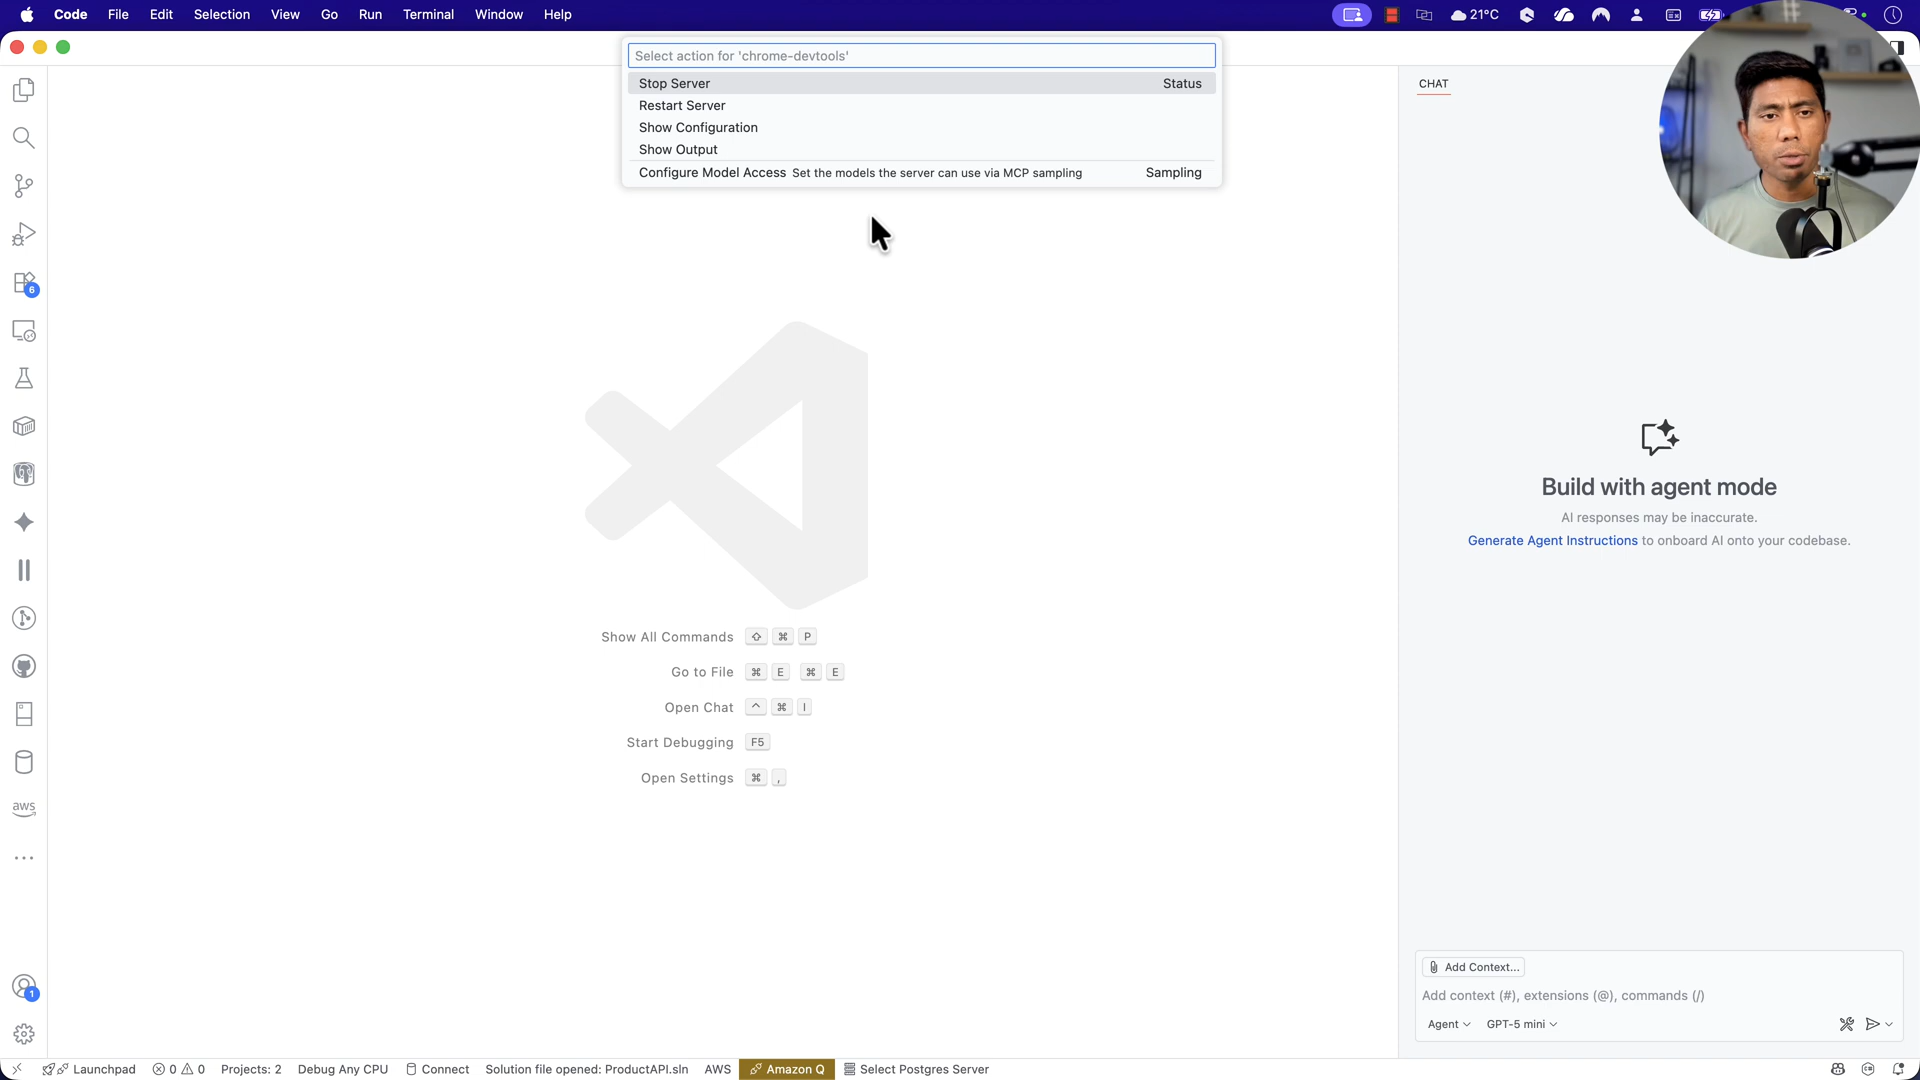 Code File Edit Selection View Go Run Terminal Window Help
21°C
Select action for 'chrome-devtools'
Stop Server Status
Restart Server
Show Configuration
Show Output
Configure Model Access Set the models the server can use via MCP sampling Sampling
CHAT
6
Build with agent mode
AI responses may be inaccurate.
Generate Agent Instructions to onboard AI onto your codebase.
Show All Commands ⇧ ⌘ P
Go to File ⌘ E ⌘ E
Open Chat ^ ⌘ I
Start Debugging F5
Open Settings ⌘ ,
aws
Add Context...
Add context (#), extensions (@), commands (/)
Agent GPT-5 mini
1
Launchpad 0 0 Projects: 2 Debug Any CPU Connect Solution file opened: ProductAPI.sln AWS Amazon Q Select Postgres Server